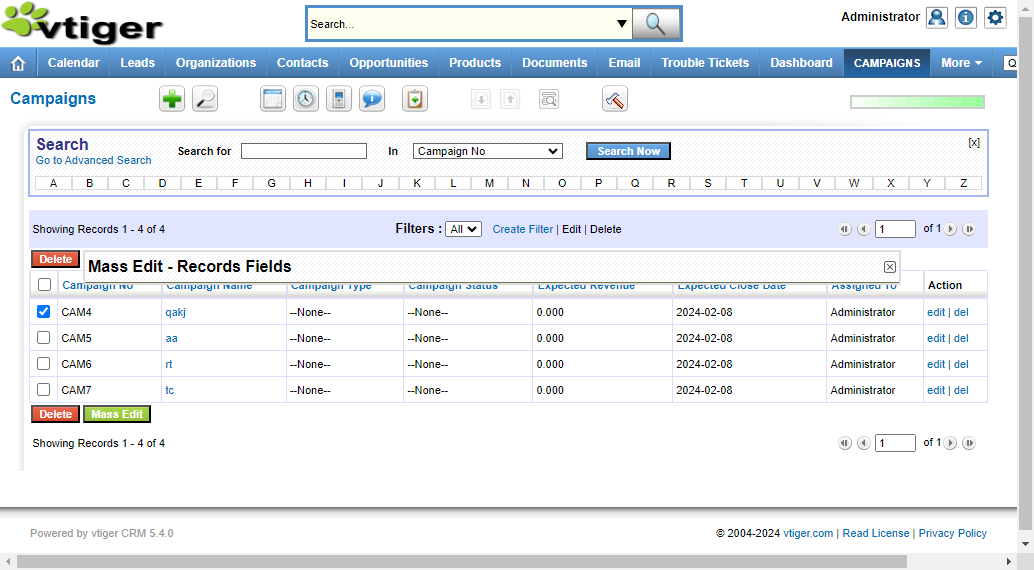 vtiger
Search...
Administrator
Calendar Leads Organizations Contacts Opportunities Products Documents Email Trouble Tickets Dashboard CAMPAIGNS More Q
Campaigns
Search
Go to Advanced Search
Search for In Campaign No Search Now
[x]
A B C D E F G H I J K L M N O P Q R S T U V W X Y Z
Showing Records 1 - 4 of 4 Filters : All Create Filter | Edit | Delete 1 of 1
Delete
Mass Edit - Records Fields
Campaign No Campaign Name Campaign Type Campaign Status Expected Revenue Expected Close Date Assigned To Action
CAM4 qakj --None-- --None-- 0.000 2024-02-08 Administrator edit | del
CAM5 aa --None-- --None-- 0.000 2024-02-08 Administrator edit | del
CAM6 rt --None-- --None-- 0.000 2024-02-08 Administrator edit | del
CAM7 tc --None-- --None-- 0.000 2024-02-08 Administrator edit | del
Delete Mass Edit
Showing Records 1 - 4 of 4 1 of 1
Powered by vtiger CRM 5.4.0 © 2004-2024 vtiger.com | Read License | Privacy Policy